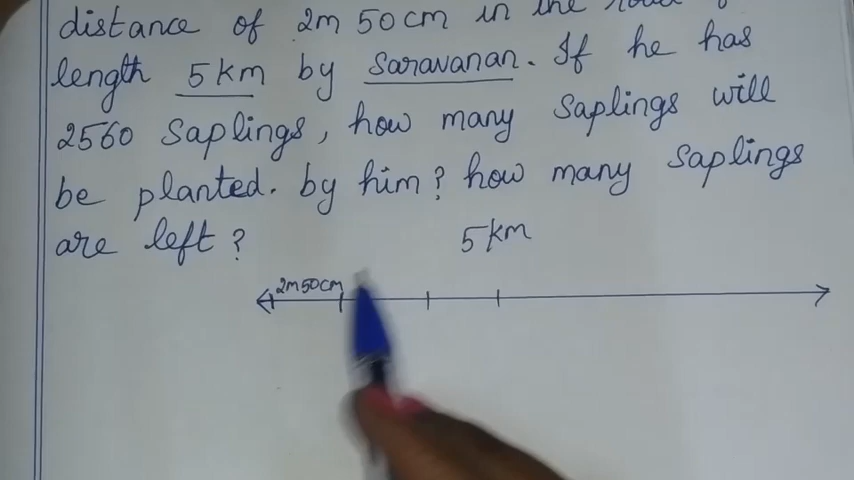 distance of 2m 50cm in the road
length 5km by Saravanan. If he has
2560 Saplings, how many Saplings will
be planted. by him? how many Saplings
are left?
5km
2m50cm